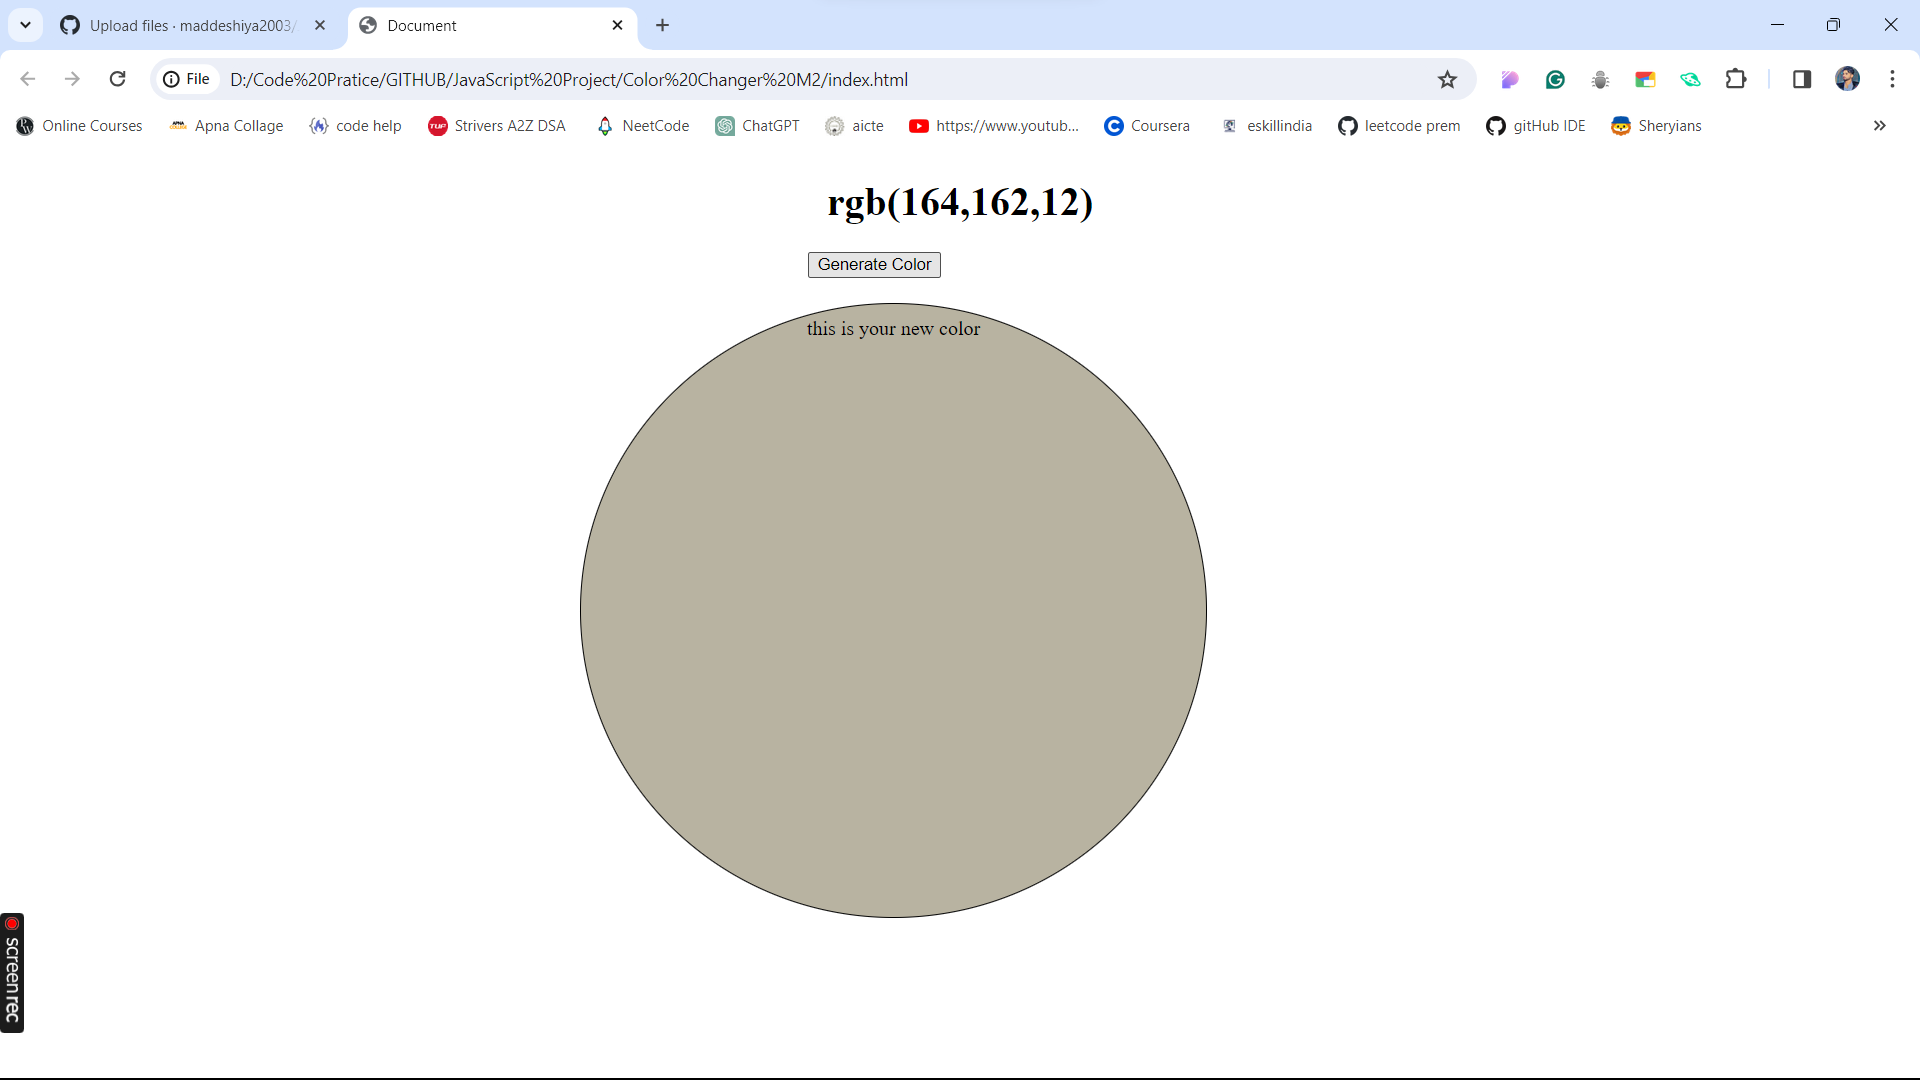 Upload files · maddeshiya2003/
Document
File
D:/Code%20Pratice/GITHUB/JavaScript%20Project/Color%20Changer%20M2/index.html
Online Courses
Apna Collage
code help
TUF
Strivers A2Z DSA
NeetCode
ChatGPT
aicte
https://www.youtub...
Coursera
eskillindia
leetcode prem
gitHub IDE
Sheryians
rgb(164,162,12)
Generate Color
this is your new color
screenrec